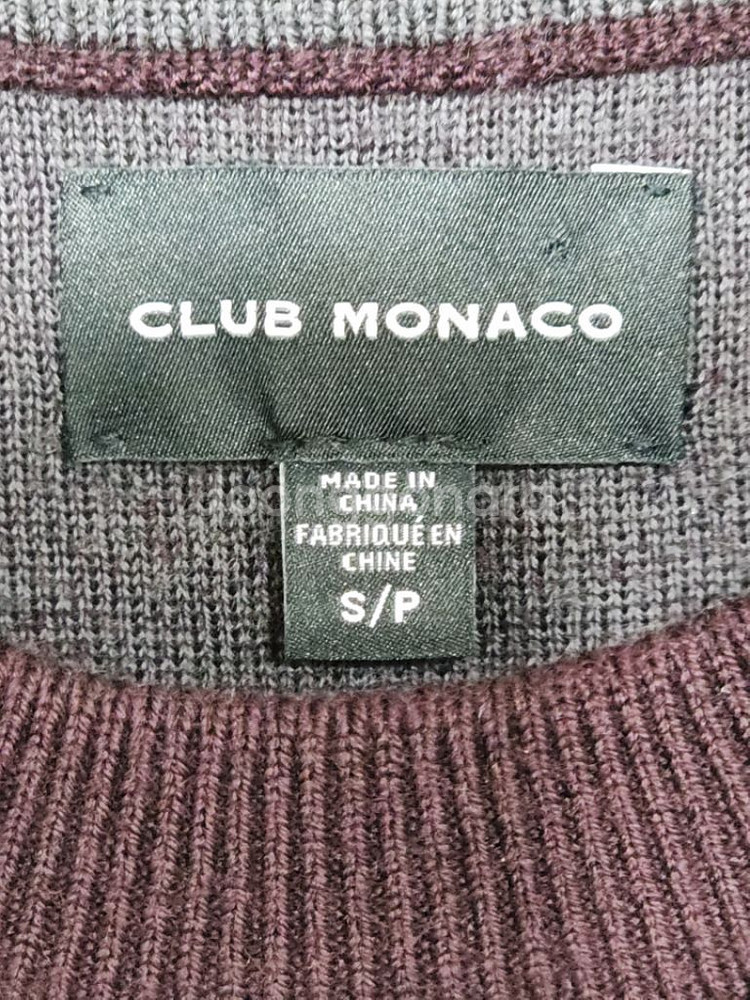 CLUB MONACO
MADE IN
CHINA
FABRIQUÉ EN
CHINE
S/P